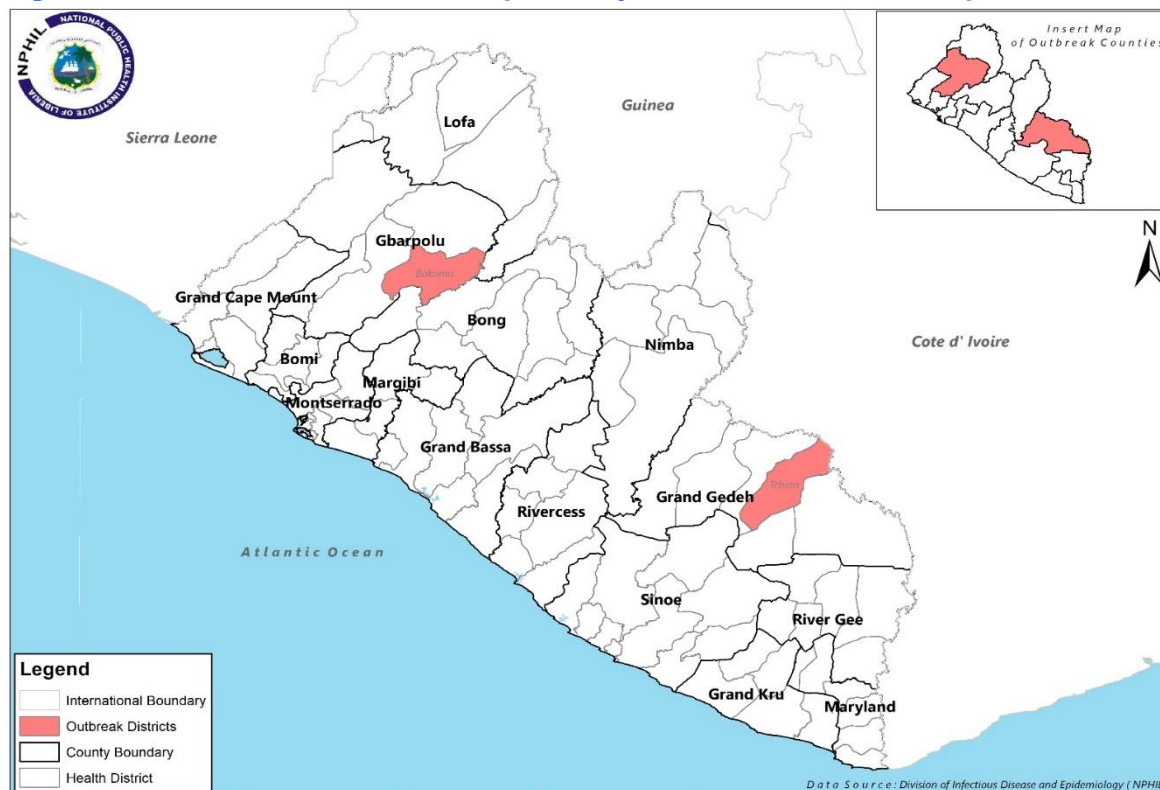 NPHIL
NATIONAL PUBLIC HEALTH INSTITUTE OF LIBERIA
Insert Map
of Outbreak Counties
Guinea
Sierra Leone
Lofa
N
Gbarpolu
Bokomu
Grand Cape Mount
Bong
Nimba
Cote d' Ivoire
Bomi
Margibi
Montserrado
Grand Bassa
Tchien
Grand Gedeh
Rivercess
Atlantic Ocean
Sinoe
River Gee
Grand Kru
Maryland
Legend
International Boundary
Outbreak Districts
County Boundary
Health District
Data Source: Division of Infectious Disease and Epidemiology (NPHIL